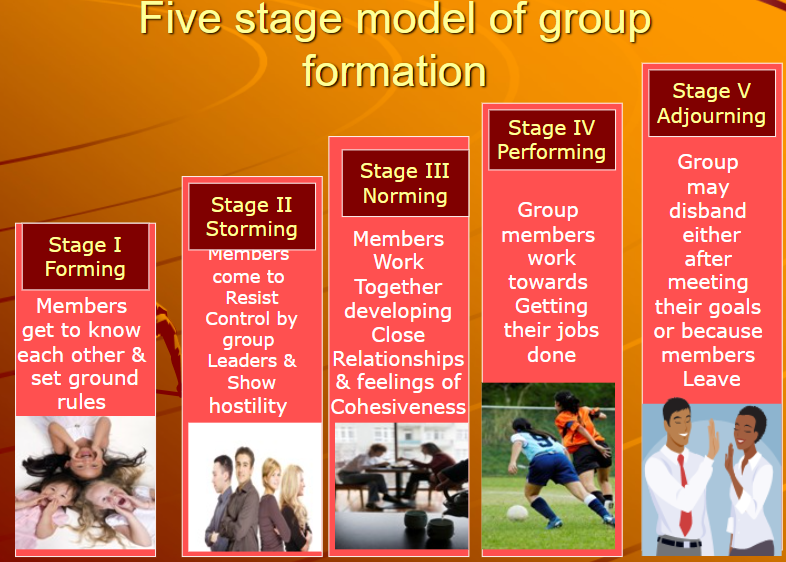 Five stage model of group
formation
Stage I
Forming
Members
get to know
each other &
set ground
rules
Stage II
Storming
Members
come to
Resist
Control by
group
Leaders &
Show
hostility
Stage III
Norming
Members
Work
Together
developing
Close
Relationships
& feelings of
Cohesiveness
Stage IV
Performing
Group
members
work
towards
Getting
their jobs
done
Stage V
Adjourning
Group
may
disband
either
after
meeting
their goals
or because
members
Leave